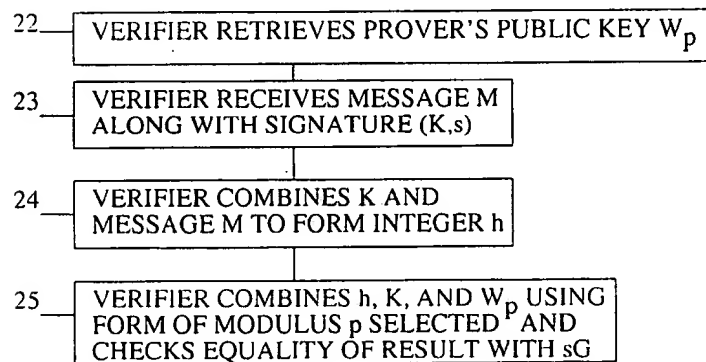 22 VERIFIER RETRIEVES PROVER'S PUBLIC KEY Wp
23 VERIFIER RECEIVES MESSAGE M
ALONG WITH SIGNATURE (K,s)
24 VERIFIER COMBINES K AND
MESSAGE M TO FORM INTEGER h
25 VERIFIER COMBINES h, K, AND Wp USING
FORM OF MODULUS p SELECTED AND
CHECKS EQUALITY OF RESULT WITH sG